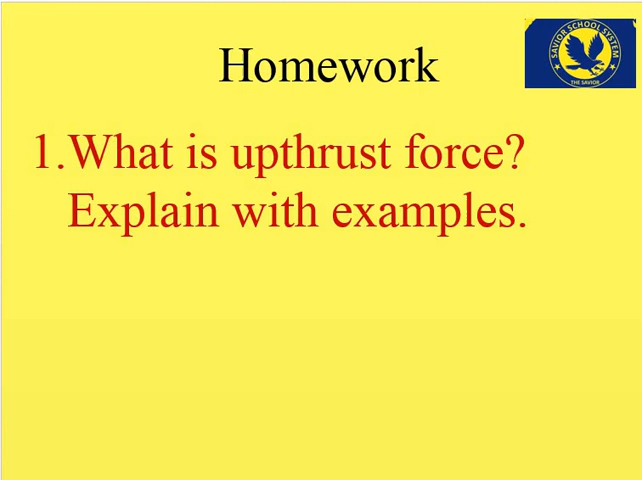 SAVIOR SCHOOL SYSTEM
THE SAVIOR
Homework
1.What is upthrust force?
Explain with examples.